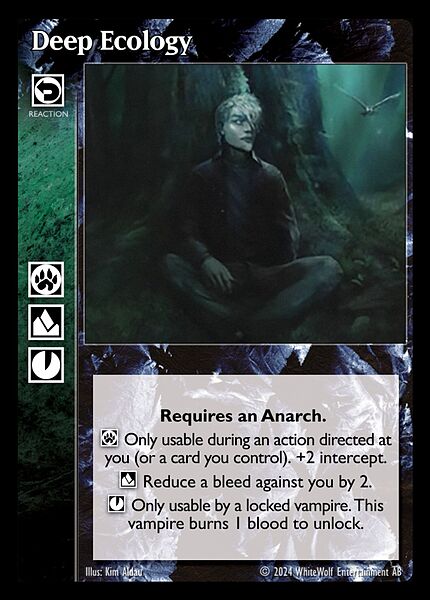 Deep Ecology
REACTION
Requires an Anarch.
Only usable during an action directed at
you (or a card you control). +2 intercept.
Reduce a bleed against you by 2.
Only usable by a locked vampire. This
vampire burns 1 blood to unlock.
Illus: Kim Aldau
© 2024 WhiteWolf Entertainment AB